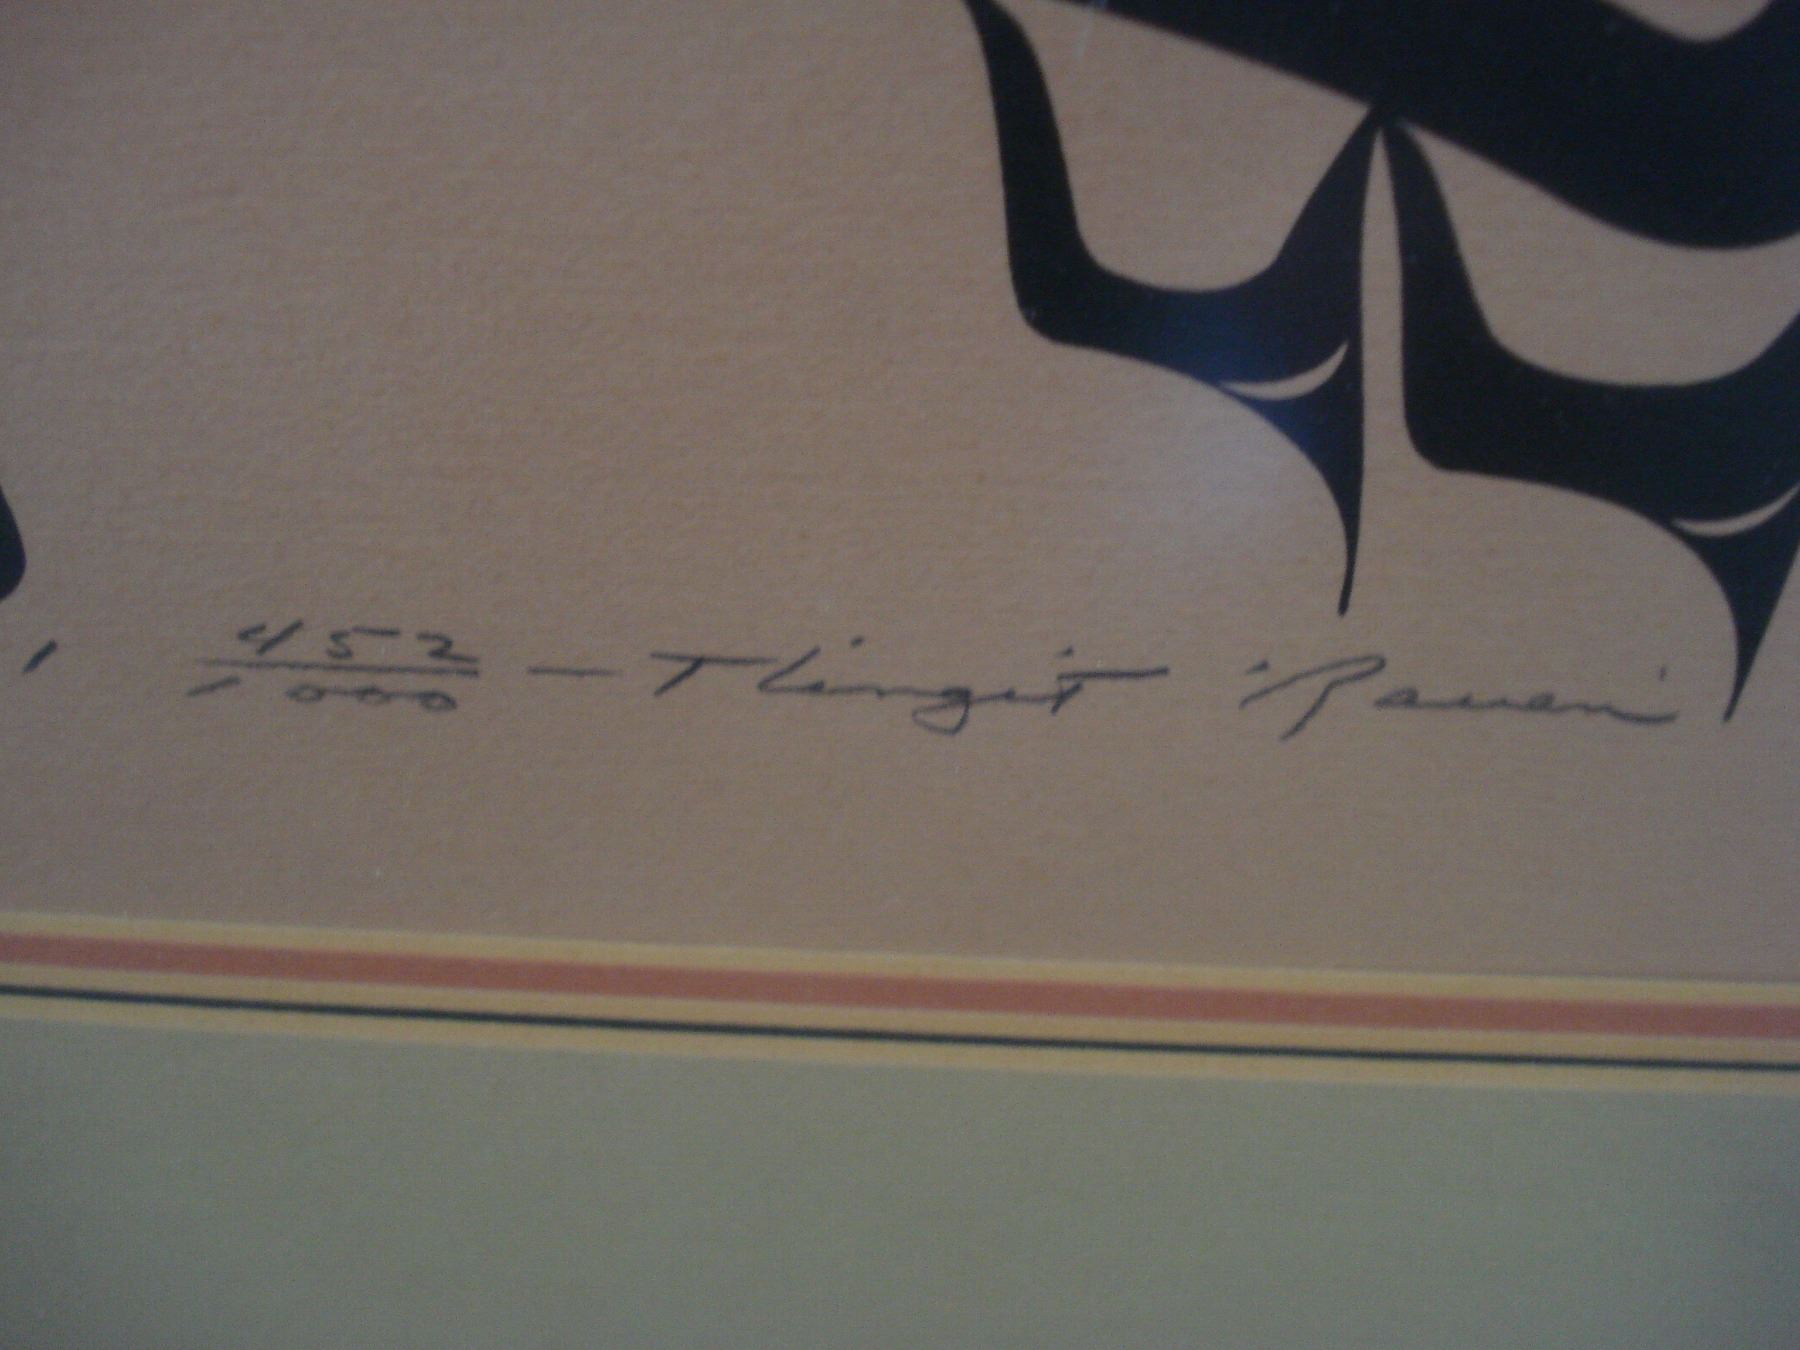 452/1000 — Tlingit 'Raven'